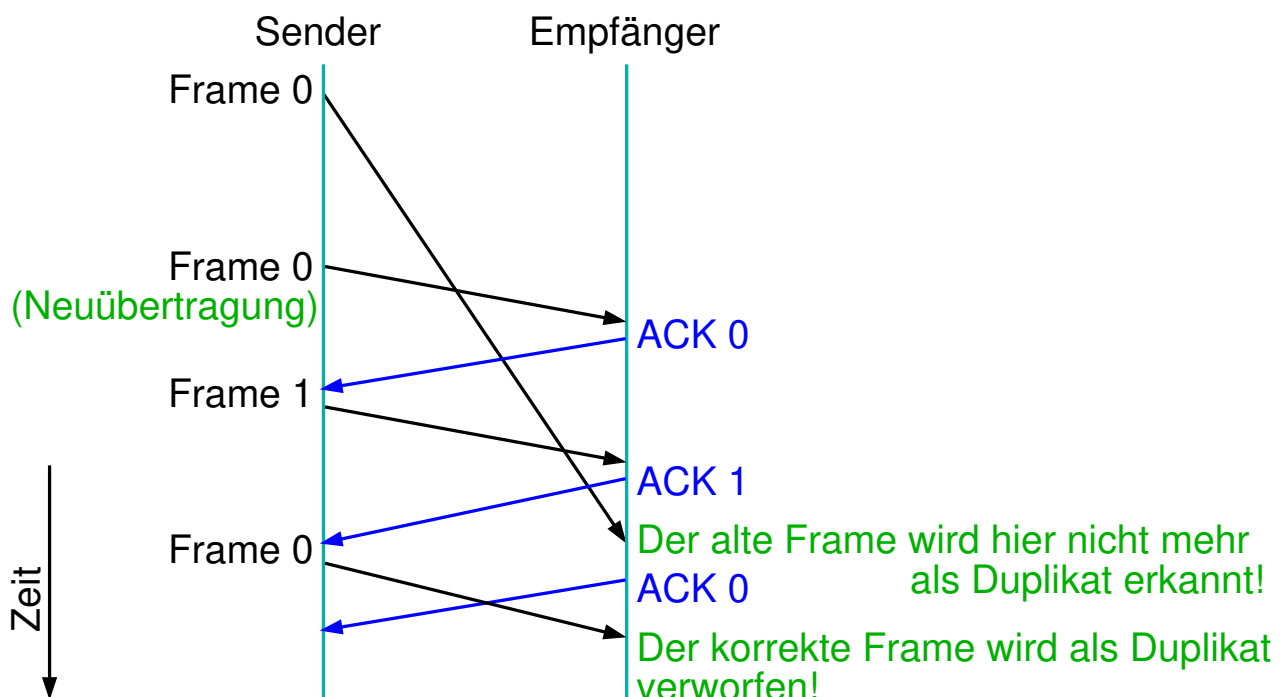 Sender
Empfänger
Frame 0
Frame 0
(Neuübertragung)
ACK 0
Frame 1
ACK 1
Der alte Frame wird hier nicht mehr
als Duplikat erkannt!
Frame 0
ACK 0
Zeit
Der korrekte Frame wird als Duplikat
verworfen!